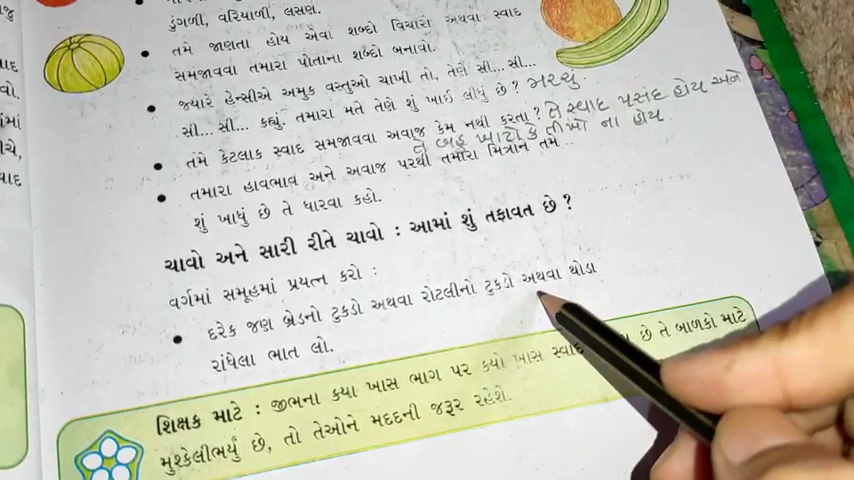 ડુંગળી, વરિયાળી, લસણ.
તમે જાણતા હોય એવા શબ્દો વિચારો અથવા સ્વાદ
સમજાવવા તમારા પોતાના શબ્દો બનાવો.
જ્યારે હેન્સીએ અમુક વસ્તુઓ ચાખી તો, તેણે સી...સી...
સી... સી... કહ્યું. તમારા મતે તેણે શું ખાઈ લીધું છે? મરચું.
તમે કેટલાક સ્વાદ સમજાવવા અવાજ કેમ નથી કરતા? તે સ્વાદ પસંદ હોય અને
તે બહુ ખાટો કે તીખો ના હોય
તમારા હાવભાવ અને અવાજ પરથી તમારા મિત્રોને તમે
શું ખાધું છે તે ધારવા કહો.
ચાવો અને સારી રીતે ચાવો : આમાં શું તફાવત છે?
વર્ગમાં સમૂહમાં પ્રયત્ન કરો :
દરેક જણ બ્રેડનો ટુકડો અથવા રોટલીનો ટુકડો અથવા થોડા
રાંધેલા ભાત લો.
શિક્ષક માટે : જીભના કયા ખાસ ભાગ પર કયો ખાસ સ્વાદ છે તે બાળકો માટે
મુશ્કેલીભર્યું છે, તો તેઓને મદદની જરૂર રહેશે.